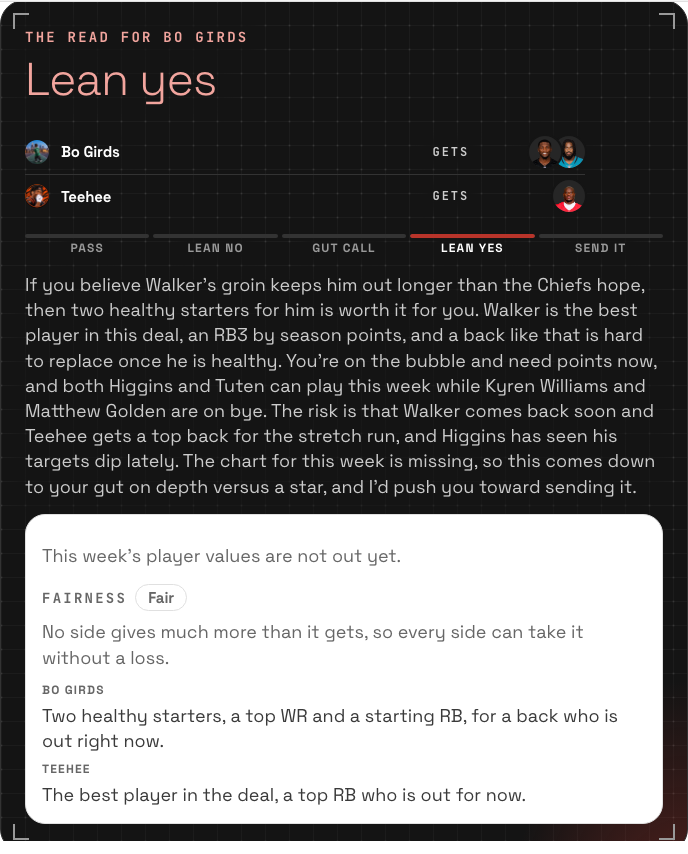 THE READ FOR BO GIRDS
Lean yes
Bo Girds GETS
Teehee GETS
PASS LEAN NO GUT CALL LEAN YES SEND IT
If you believe Walker's groin keeps him out longer than the Chiefs hope,
then two healthy starters for him is worth it for you. Walker is the best
player in this deal, an RB3 by season points, and a back like that is hard
to replace once he is healthy. You're on the bubble and need points now,
and both Higgins and Tuten can play this week while Kyren Williams and
Matthew Golden are on bye. The risk is that Walker comes back soon and
Teehee gets a top back for the stretch run, and Higgins has seen his
targets dip lately. The chart for this week is missing, so this comes down
to your gut on depth versus a star, and I'd push you toward sending it.
This week's player values are not out yet.
FAIRNESS Fair
No side gives much more than it gets, so every side can take it
without a loss.
BO GIRDS
Two healthy starters, a top WR and a starting RB, for a back who is
out right now.
TEEHEE
The best player in the deal, a top RB who is out for now.